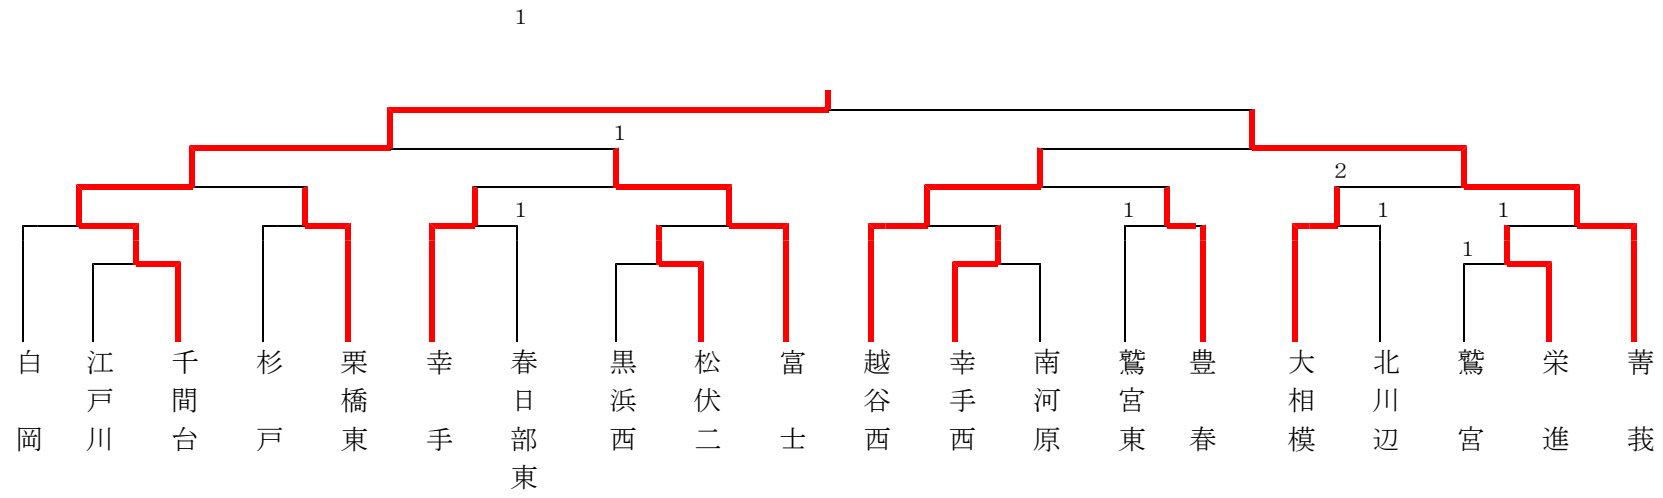 1
1
2
1
1
1
1
1
白岡
江戸川
千間台
杉戸
栗橋東
幸手
春日部東
黒浜西
松伏二
富士
越谷西
幸手西
南河原
鷲宮東
豊春
大相模
北川辺
鷲宮
栄進
菁莪